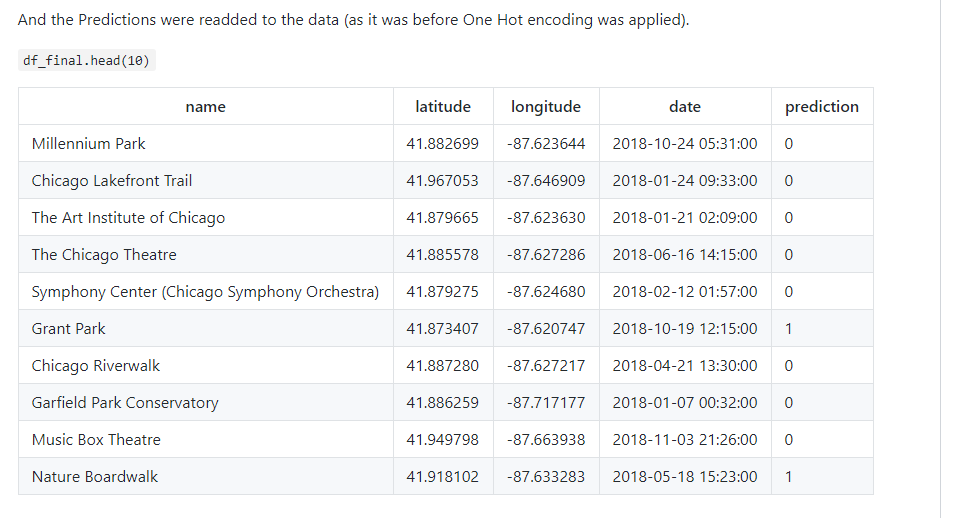 And the Predictions were readded to the data (as it was before One Hot encoding was applied).
df_final.head(10)
name latitude longitude date prediction
Millennium Park 41.882699 -87.623644 2018-10-24 05:31:00 0
Chicago Lakefront Trail 41.967053 -87.646909 2018-01-24 09:33:00 0
The Art Institute of Chicago 41.879665 -87.623630 2018-01-21 02:09:00 0
The Chicago Theatre 41.885578 -87.627286 2018-06-16 14:15:00 0
Symphony Center (Chicago Symphony Orchestra) 41.879275 -87.624680 2018-02-12 01:57:00 0
Grant Park 41.873407 -87.620747 2018-10-19 12:15:00 1
Chicago Riverwalk 41.887280 -87.627217 2018-04-21 13:30:00 0
Garfield Park Conservatory 41.886259 -87.717177 2018-01-07 00:32:00 0
Music Box Theatre 41.949798 -87.663938 2018-11-03 21:26:00 0
Nature Boardwalk 41.918102 -87.633283 2018-05-18 15:23:00 1